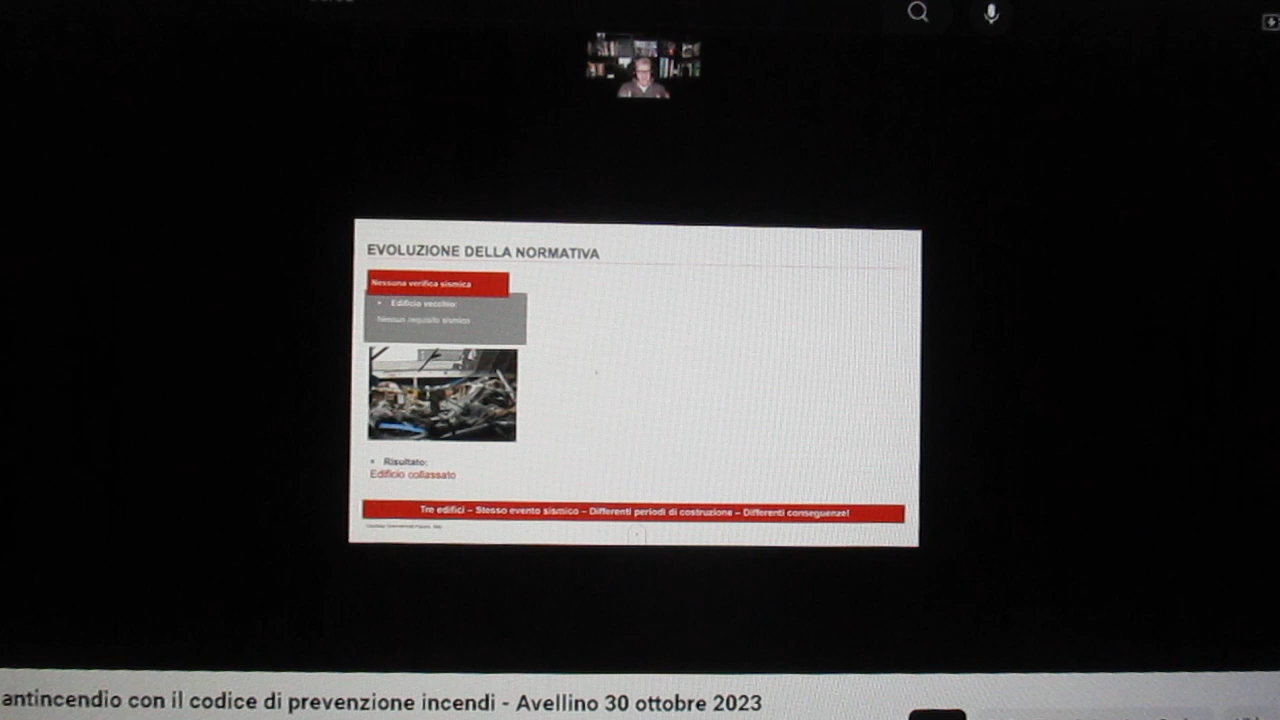 EVOLUZIONE DELLA NORMATIVA
Nessuna verifica sismica
• Edificio vecchio:
Nessun requisito sismico
• Risultato:
Edificio collassato
Tre edifici – Stesso evento sismico – Differenti periodi di costruzione – Differenti conseguenze!
antincendio con il codice di prevenzione incendi - Avellino 30 ottobre 2023